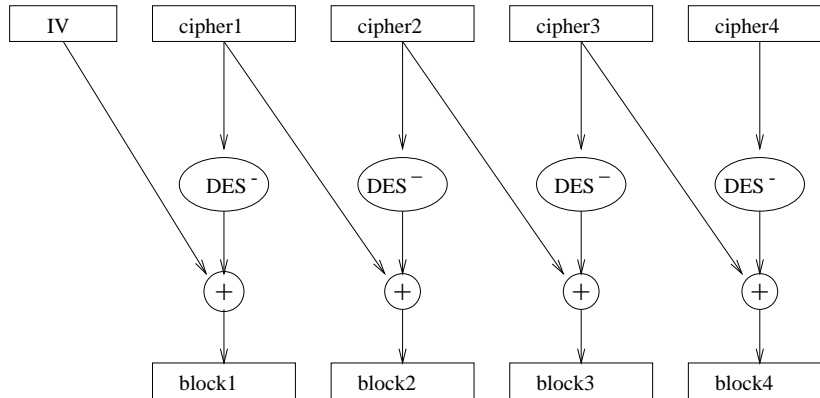 IV cipher1 cipher2 cipher3 cipher4
DES - DES – DES – DES -
+ + + +
block1 block2 block3 block4